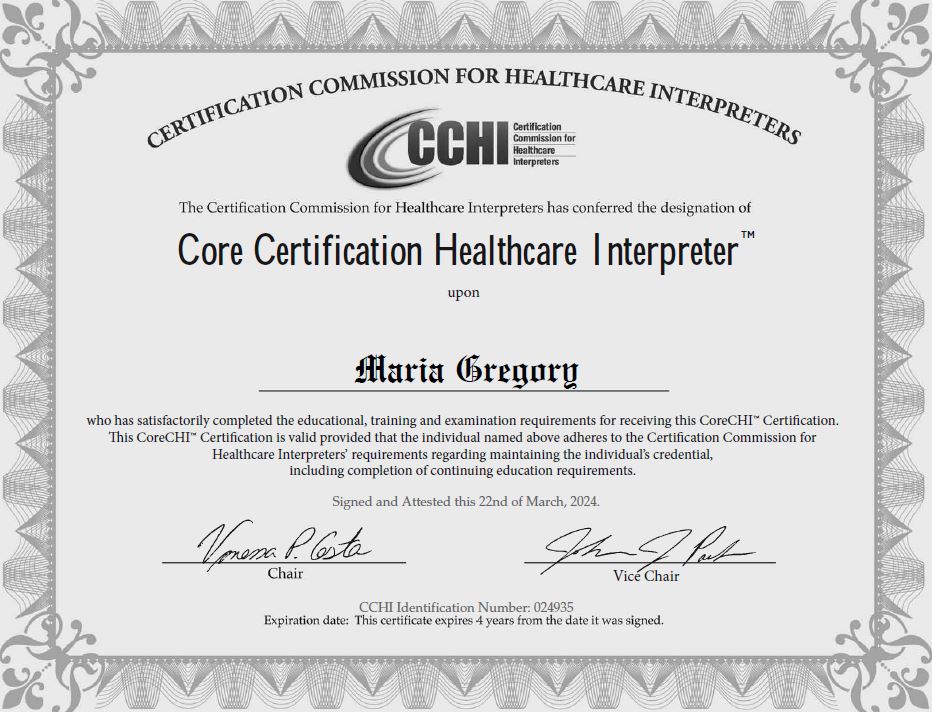 CERTIFICATION COMMISSION FOR HEALTHCARE INTERPRETERS
CCHI
Certification
Commission for
Healthcare
Interpreters
The Certification Commission for Healthcare Interpreters has conferred the designation of
Core Certification Healthcare Interpreter™
upon
Maria Gregory
who has satisfactorily completed the educational, training and examination requirements for receiving this CoreCHI™ Certification.
This CoreCHI™ Certification is valid provided that the individual named above adheres to the Certification Commission for
Healthcare Interpreters' requirements regarding maintaining the individual's credential,
including completion of continuing education requirements.
Signed and Attested this 22nd of March, 2024.
Chair
Vice Chair
CCHI Identification Number: 024935
Expiration date: This certificate expires 4 years from the date it was signed.